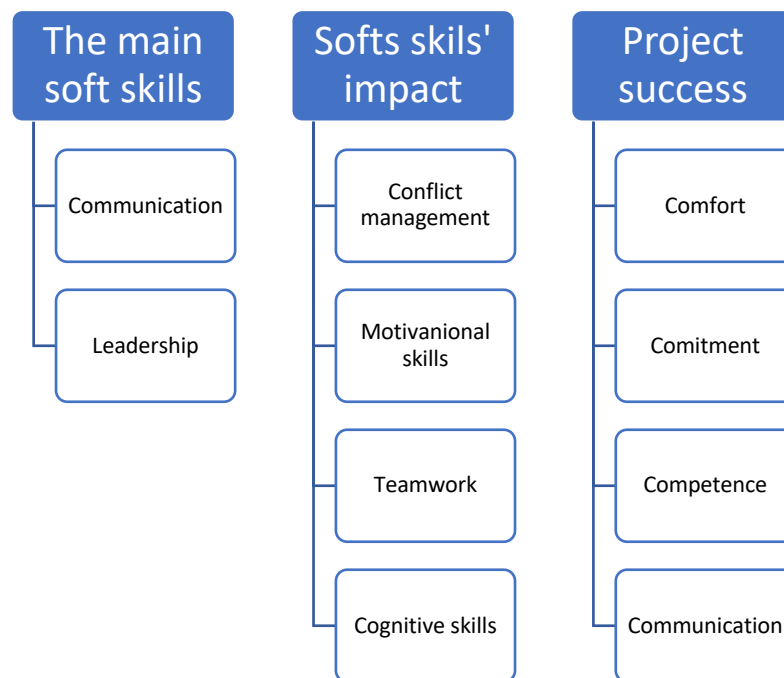 The main
soft skills
Communication
Leadership
Softs skils'
impact
Conflict
management
Motivanional
skills
Teamwork
Cognitive skills
Project
success
Comfort
Comitment
Competence
Communication